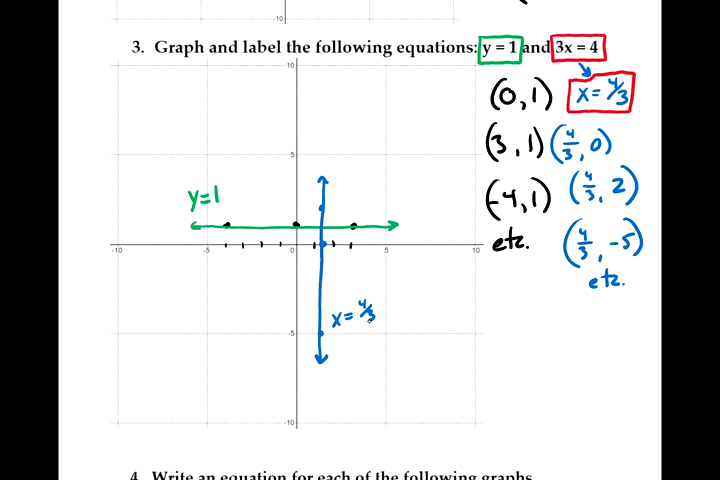 -10
3. Graph and label the following equations: y = 1 and 3x = 4
10
(0,1) x = 4/3
(3,1) (4/3, 0)
5
(-4,1) (4/3, 2)
y=1
etc. (4/3, -5)
-10 -5 0 5 10
etc.
x = 4/3
-5
-10
4. Write an equation for each of the following graphs